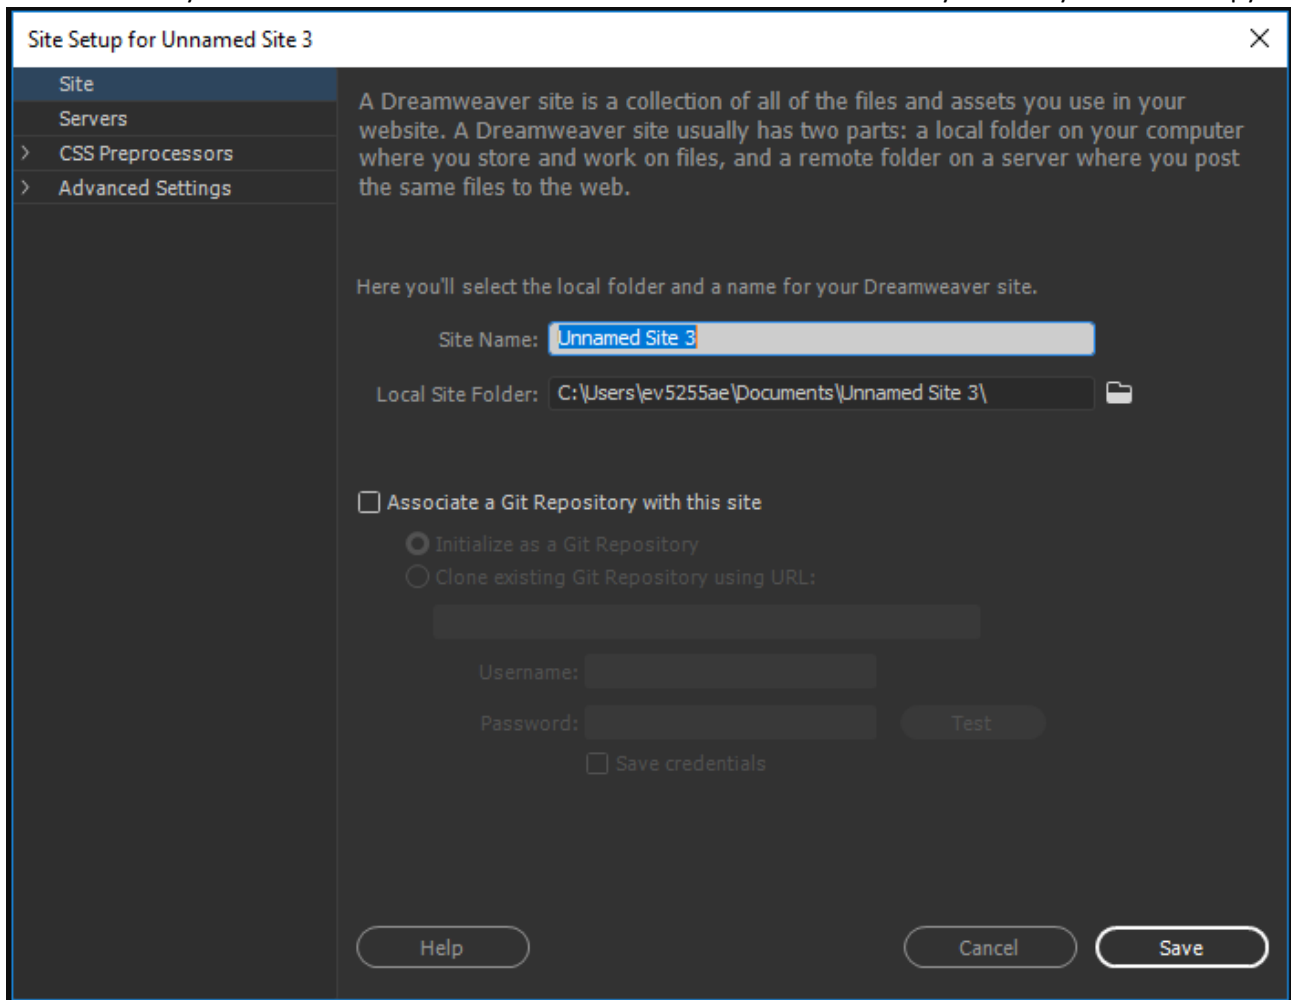 Site Setup for Unnamed Site 3
Site
Servers
CSS Preprocessors
Advanced Settings
A Dreamweaver site is a collection of all of the files and assets you use in your
website. A Dreamweaver site usually has two parts: a local folder on your computer
where you store and work on files, and a remote folder on a server where you post
the same files to the web.
Here you'll select the local folder and a name for your Dreamweaver site.
Site Name: Unnamed Site 3
Local Site Folder: C:\Users\ev5255ae\Documents\Unnamed Site 3\
Associate a Git Repository with this site
Initialize as a Git Repository
Clone existing Git Repository using URL:
Username:
Password: Test
Save credentials
Help Cancel Save